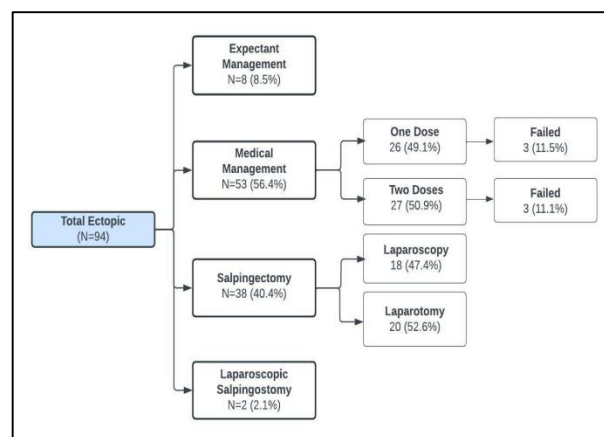 Expectant
Management
N=8 (8.5%)
One Dose
26 (49.1%)
Failed
3 (11.5%)
Medical
Management
N=53 (56.4%)
Two Doses
27 (50.9%)
Failed
3 (11.1%)
Total Ectopic
(N=94)
Laparoscopy
18 (47.4%)
Salpingectomy
N=38 (40.4%)
Laparotomy
20 (52.6%)
Laparoscopic
Salpingostomy
N=2 (2.1%)